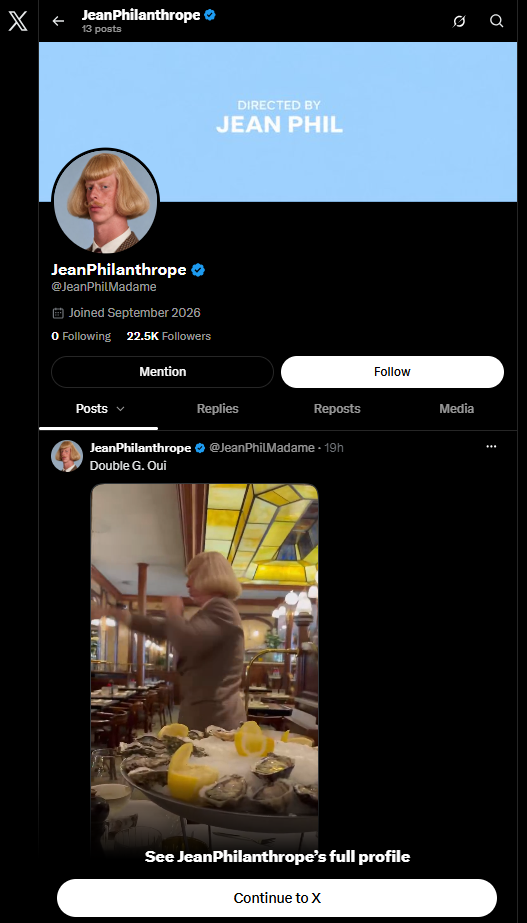 JeanPhilanthrope
13 posts
DIRECTED BY
JEAN PHIL
JeanPhilanthrope
@JeanPhilMadame
Joined September 2026
0 Following 22.5K Followers
Mention Follow
Posts Replies Reposts Media
JeanPhilanthrope @JeanPhilMadame · 19h
Double G. Oui
See JeanPhilanthrope’s full profile
Continue to X